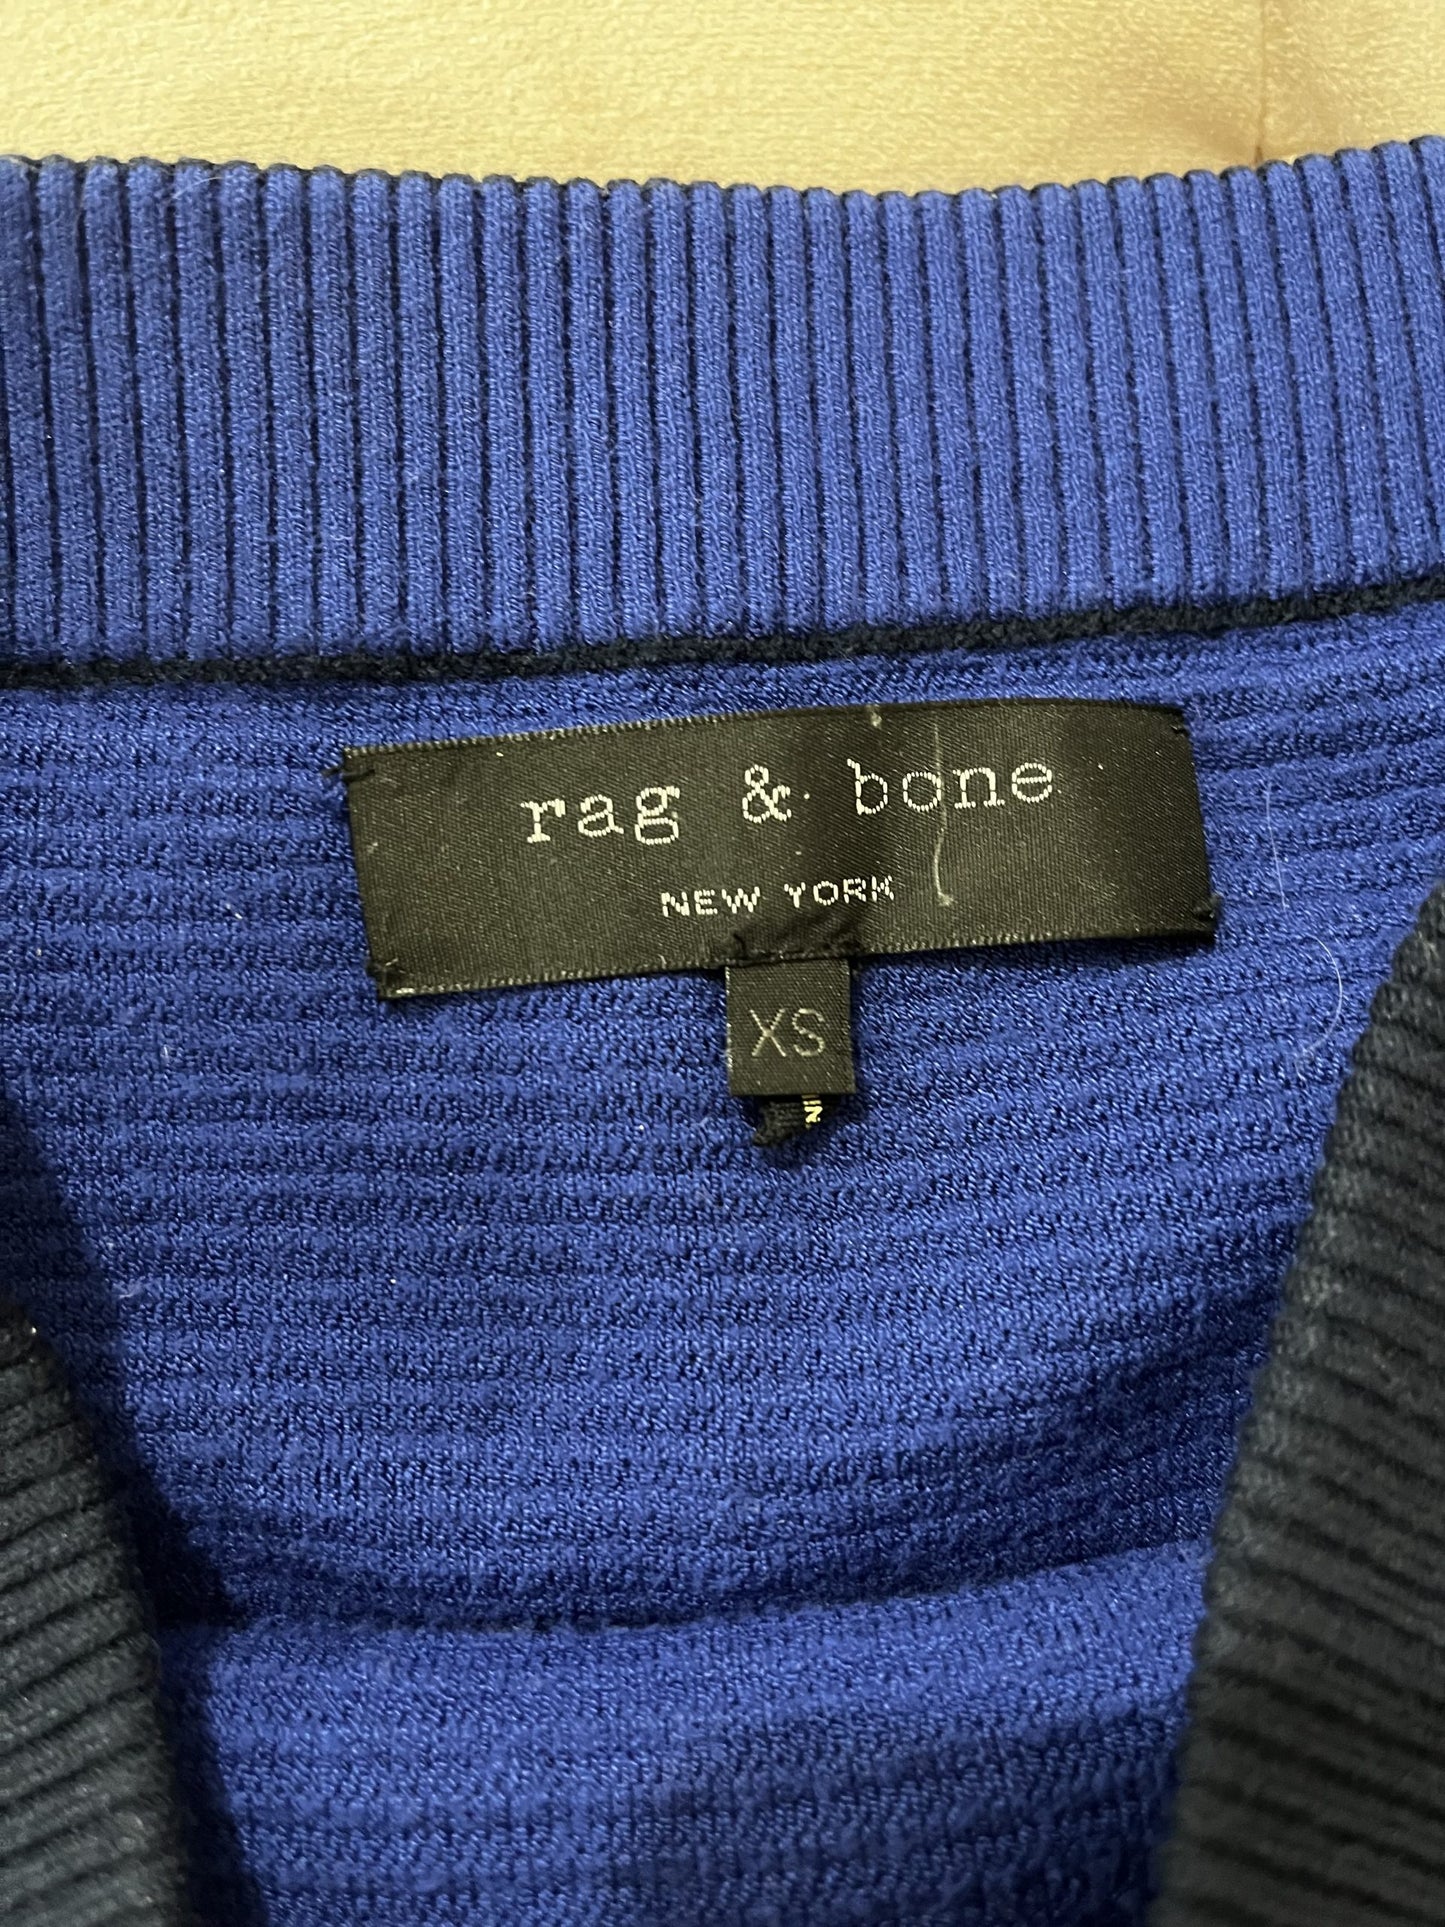 rag & bone
NEW YORK
XS